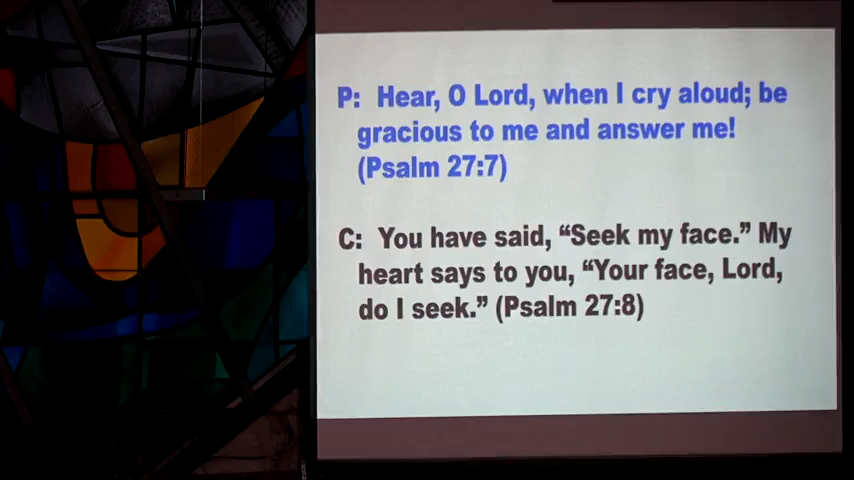 P: Hear, O Lord, when I cry aloud; be
gracious to me and answer me!
(Psalm 27:7)
C: You have said, “Seek my face.” My
heart says to you, “Your face, Lord,
do I seek.” (Psalm 27:8)